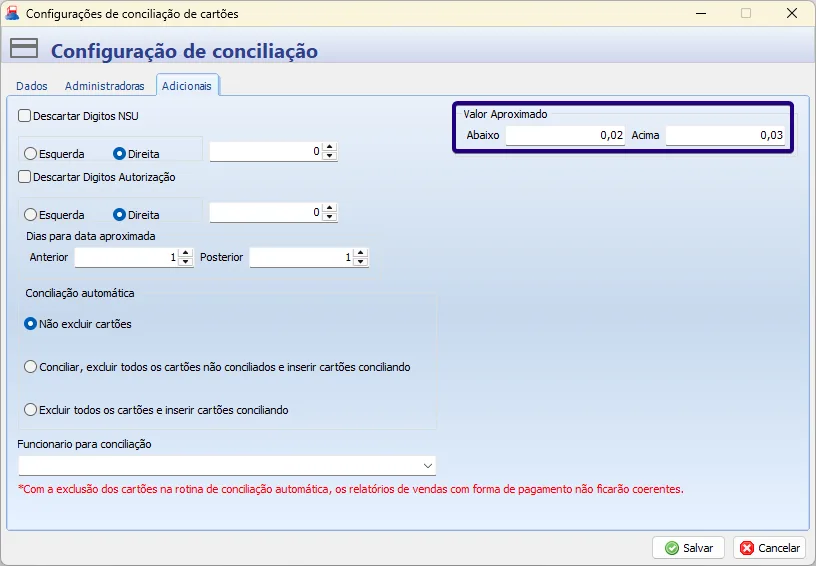 Configurações de conciliação de cartões
Configuração de conciliação
Dados Administradoras Adicionais
Descartar Digitos NSU
Esquerda Direita 0
Descartar Digitos Autorização
Esquerda Direita 0
Dias para data aproximada
Anterior 1 Posterior 1
Valor Aproximado
Abaixo 0,02 Acima 0,03
Conciliação automática
Não excluir cartões
Conciliar, excluir todos os cartões não conciliados e inserir cartões conciliando
Excluir todos os cartões e inserir cartões conciliando
Funcionario para conciliação
*Com a exclusão dos cartões na rotina de conciliação automática, os relatórios de vendas com forma de pagamento não ficarão coerentes.
Salvar Cancelar